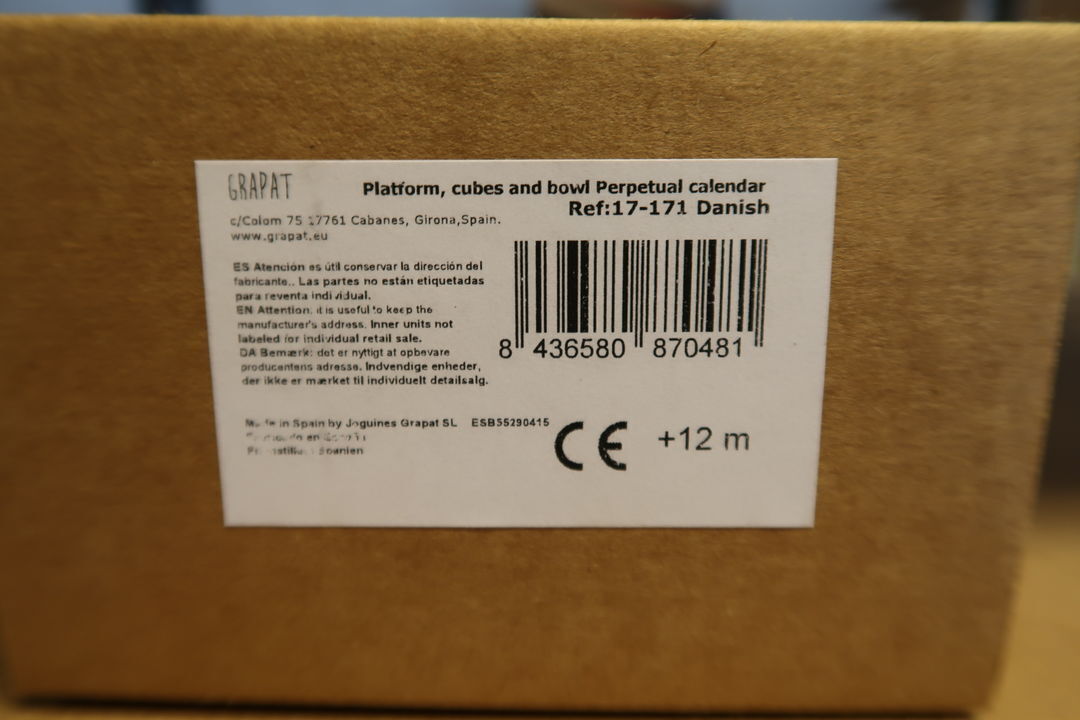 GRAPAT
Platform, cubes and bowl Perpetual calendar
Ref:17-171 Danish
c/Colom 75 17761 Cabanes, Girona,Spain.
www.grapat.eu
ES Atención es útil conservar la dirección del
fabricante.. Las partes no están etiquetadas
para reventa individual.
EN Attention: it is useful to keep the
manufacturer's address. Inner units not
labeled for individual retail sale.
DA Bemærk: det er nyttigt at opbevare
producentens adresse. Indvendige enheder,
der ikke er mærket til individuelt detailsalg.
8 436580 870481
Made in Spain by Joguines Grapat SL ESB55290415
en
Spanien
CE +12 m